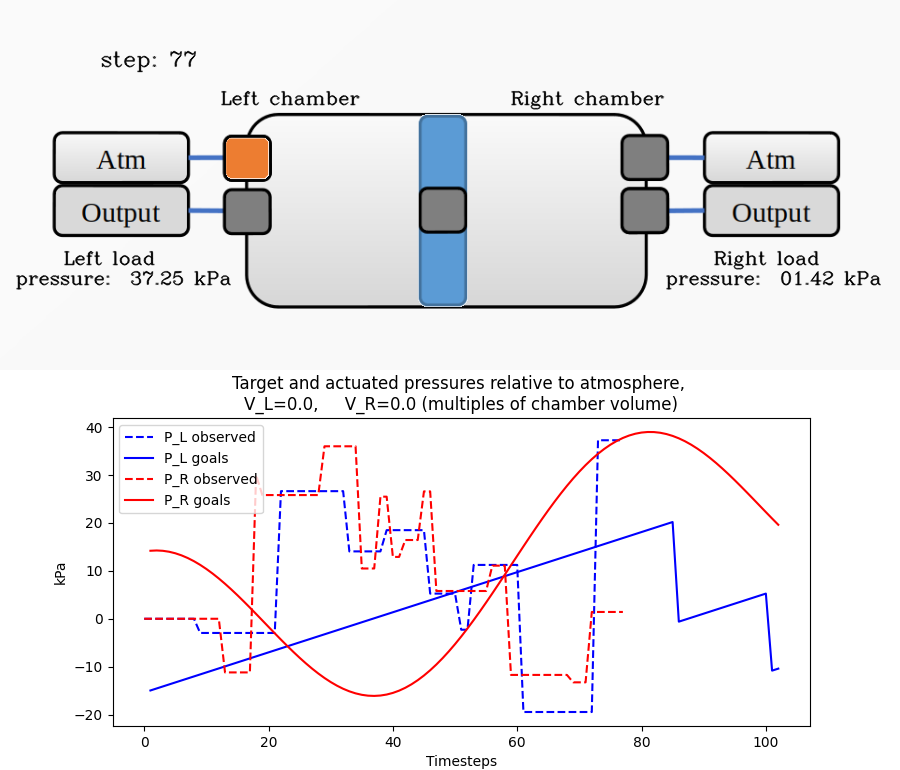 step: 77
Left chamber
Right chamber
Atm
Atm
Output
Output
Left load
pressure: 37.25 kPa
Right load
pressure: 01.42 kPa
Target and actuated pressures relative to atmosphere,
V_L=0.0, V_R=0.0 (multiples of chamber volume)
P_L observed
P_L goals
P_R observed
P_R goals
kPa
40
30
20
10
0
−10
−20
0 20 40 60 80 100
Timesteps